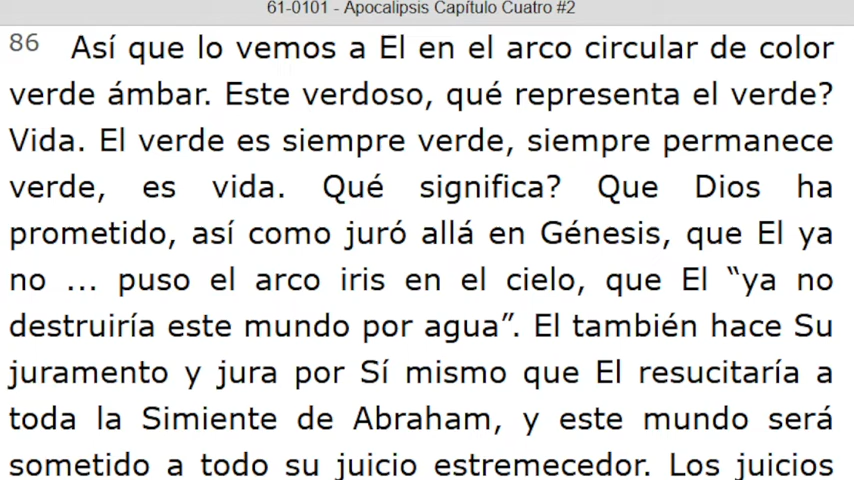 61-0101 - Apocalipsis Capítulo Cuatro #2
86 Así que lo vemos a El en el arco circular de color
verde ámbar. Este verdoso, qué representa el verde?
Vida. El verde es siempre verde, siempre permanece
verde, es vida. Qué significa? Que Dios ha
prometido, así como juró allá en Génesis, que El ya
no ... puso el arco iris en el cielo, que El “ya no
destruiría este mundo por agua”. El también hace Su
juramento y jura por Sí mismo que El resucitaría a
toda la Simiente de Abraham, y este mundo será
sometido a todo su juicio estremecedor. Los juicios